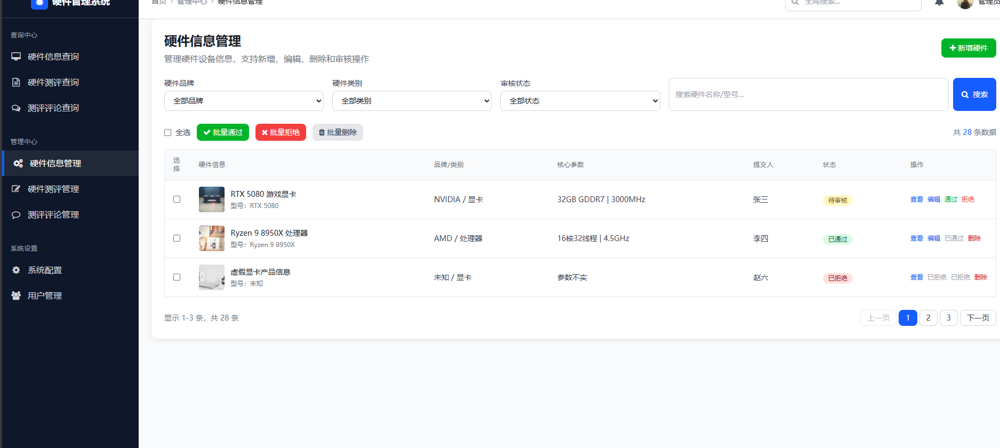 硬件管理系统
首页 › 管理中心 › 硬件信息管理
全局搜索...
管理员
查询中心
硬件信息查询
硬件测评查询
测评评论查询
管理中心
硬件信息管理
硬件测评管理
测评评论管理
系统设置
系统配置
用户管理
硬件信息管理
管理硬件设备信息，支持新增、编辑、删除和审核操作
新增硬件
硬件品牌
全部品牌
硬件类别
全部类别
审核状态
全部状态
搜索硬件名称/型号...
搜索
全选 批量通过 批量拒绝 批量删除
共 28 条数据
选择 硬件信息 品牌/类别 核心参数 提交人 状态 操作
RTX 5080 游戏显卡
型号：RTX 5080
NVIDIA / 显卡
32GB GDDR7 | 3000MHz
张三
待审核
查看 编辑 通过 拒绝
Ryzen 9 8950X 处理器
型号：Ryzen 9 8950X
AMD / 处理器
16核32线程 | 4.5GHz
李四
已通过
查看 编辑 已通过 删除
虚假显卡产品信息
型号：未知
未知 / 显卡
参数不实
赵六
已拒绝
查看 已拒绝 已拒绝 删除
显示 1-3 条，共 28 条
上一页 1 2 3 下一页